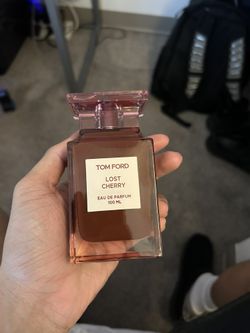 TOM FORD
LOST
CHERRY
EAU DE PARFUM
100 ML